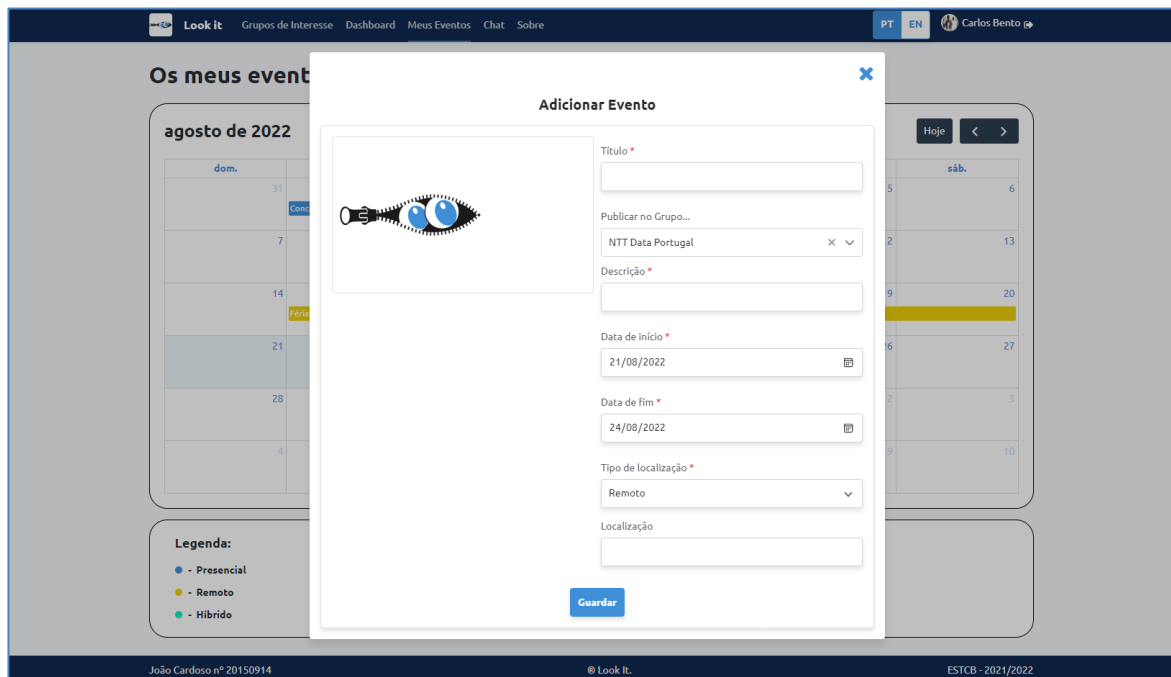 Look it Grupos de Interesse Dashboard Meus Eventos Chat Sobre PT EN Carlos Bento
Os meus event
Adicionar Evento
agosto de 2022
Hoje
dom.
sáb.
31
5
6
Conc
7
2
13
14
9
20
Féria
21
26
27
28
2
3
4
9
10
Título *
Publicar no Grupo...
NTT Data Portugal
Descrição *
Data de início *
21/08/2022
Data de fim *
24/08/2022
Tipo de localização *
Remoto
Localização
Guardar
Legenda:
- Presencial
- Remoto
- Hibrido
João Cardoso nº 20150914 ® Look It. ESTCB - 2021/2022